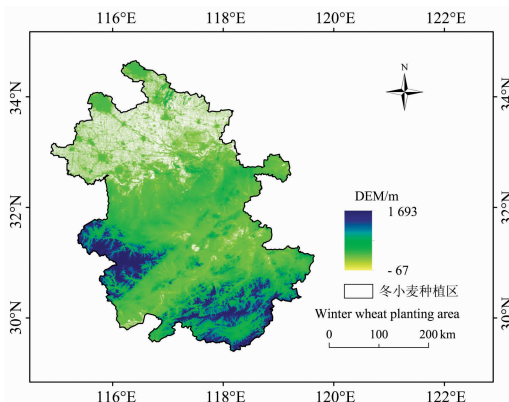 116°E 118°E 120°E 122°E
34°N 34°N
N
32°N 32°N
DEM/m
1 693
- 67
冬小麦种植区
30°N 30°N
Winter wheat planting area
0 100 200 km
116°E 118°E 120°E 122°E